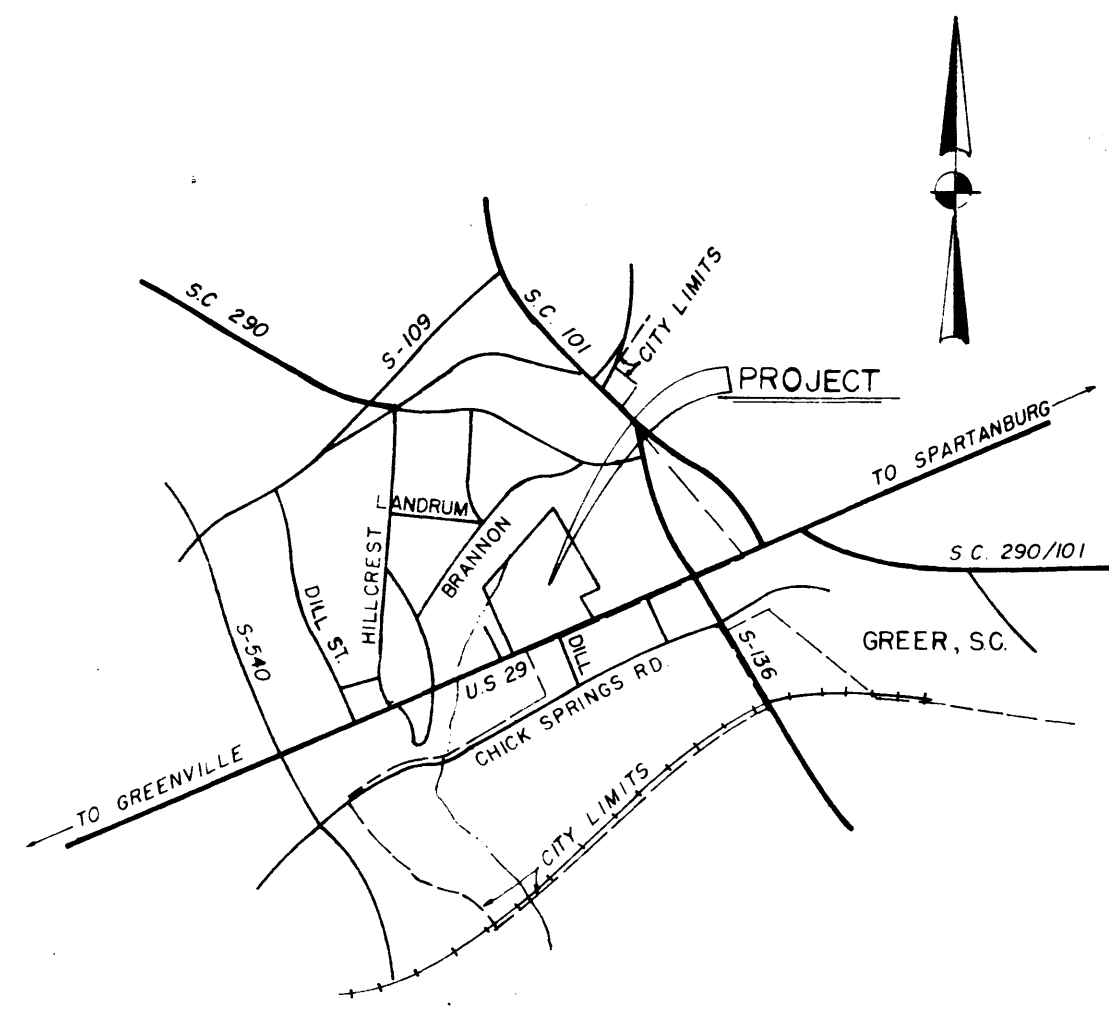 CITY LIMITS
S.C. 290
S.C. 101
S-109
PROJECT
TO SPARTANBURG
LANDRUM
BRANNON
HILLCREST
S.C. 290/101
DILL ST.
S-540
DILL
S-136
GREER, S.C.
U.S 29
CHICK SPRINGS RD.
TO GREENVILLE
CITY LIMITS